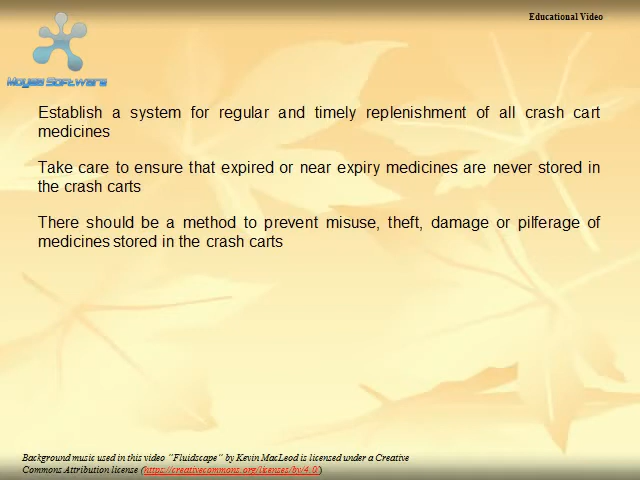 Educational Video
Moyea Software
Establish a system for regular and timely replenishment of all crash cart
medicines
Take care to ensure that expired or near expiry medicines are never stored in
the crash carts
There should be a method to prevent misuse, theft, damage or pilferage of
medicines stored in the crash carts
Background music used in this video "Fluidscape" by Kevin MacLeod is licensed under a Creative
Commons Attribution license (https://creativecommons.org/licenses/by/4.0/)